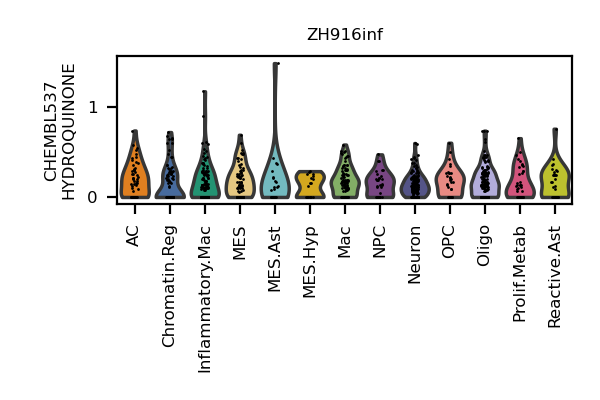 ZH916inf
CHEMBL537
HYDROQUINONE
1
0
AC
Chromatin.Reg
Inflammatory.Mac
MES
MES.Ast
MES.Hyp
Mac
NPC
Neuron
OPC
Oligo
Prolif.Metab
Reactive.Ast